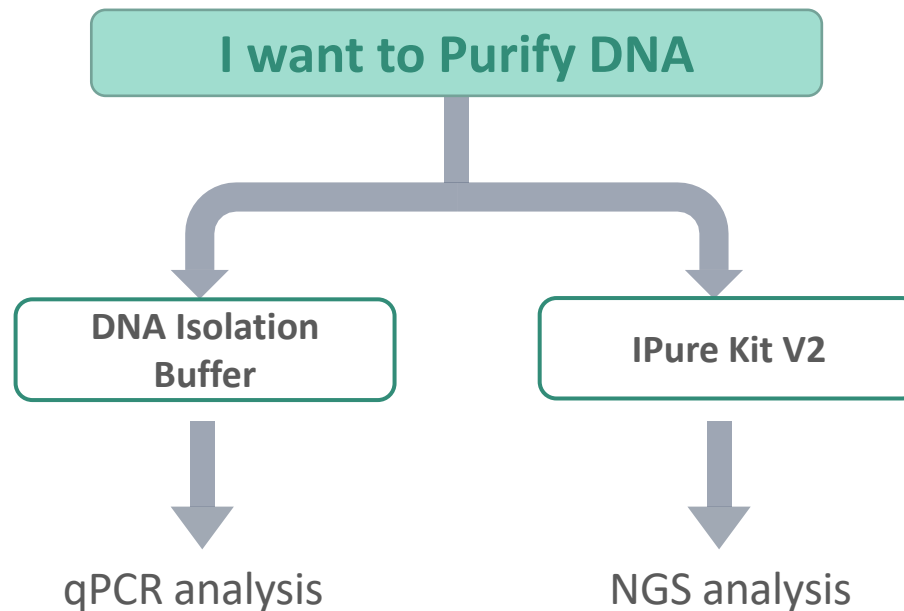 I want to Purify DNA
DNA Isolation
Buffer
IPure Kit V2
qPCR analysis
NGS analysis